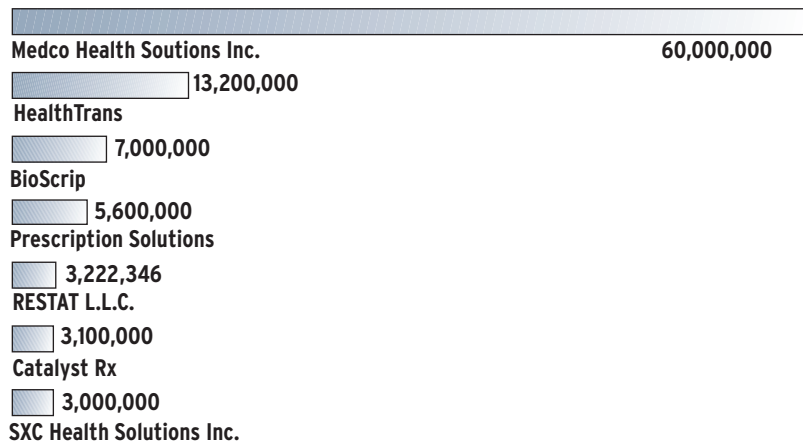 Medco Health Soutions Inc. 60,000,000
13,200,000
HealthTrans
7,000,000
BioScrip
5,600,000
Prescription Solutions
3,222,346
RESTAT L.L.C.
3,100,000
Catalyst Rx
3,000,000
SXC Health Solutions Inc.